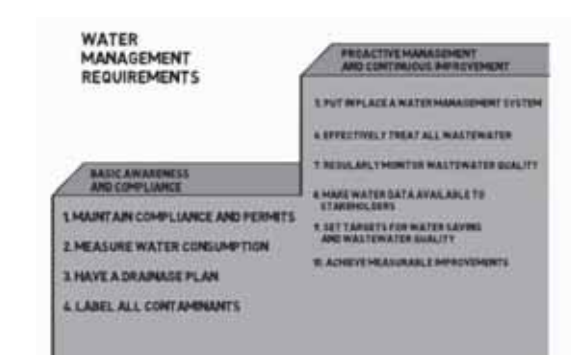 WATER
MANAGEMENT
REQUIREMENTS
BASIC AWARENESS
AND COMPLIANCE
1. MAINTAIN COMPLIANCE AND PERMITS
2. MEASURE WATER CONSUMPTION
3. HAVE A DRAINAGE PLAN
4. LABEL ALL CONTAMINANTS
PROACTIVE MANAGEMENT
AND CONTINUOUS IMPROVEMENT
5. PUT IN PLACE A WATER MANAGEMENT SYSTEM
6. EFFECTIVELY TREAT ALL WASTEWATER
7. REGULARLY MONITOR WASTEWATER QUALITY
8. MAKE WATER DATA AVAILABLE TO
STAKEHOLDERS
9. SET TARGETS FOR WATER SAVING
AND WASTEWATER QUALITY
10. ACHIEVE MEASURABLE IMPROVEMENTS